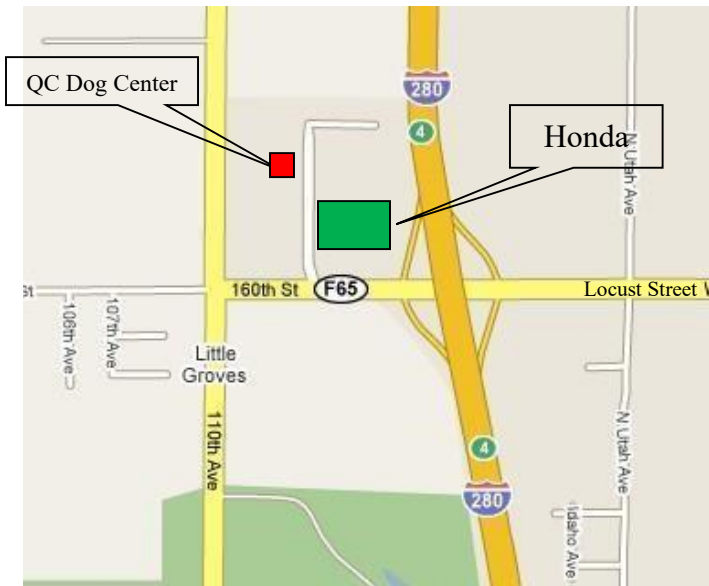 QC Dog Center
280
4
Honda
N Utah Ave
160th St
F65
Locust Street
106th Ave
107th Ave
Little
Groves
110th Ave
N Utah Ave
4
280
Idaho Ave